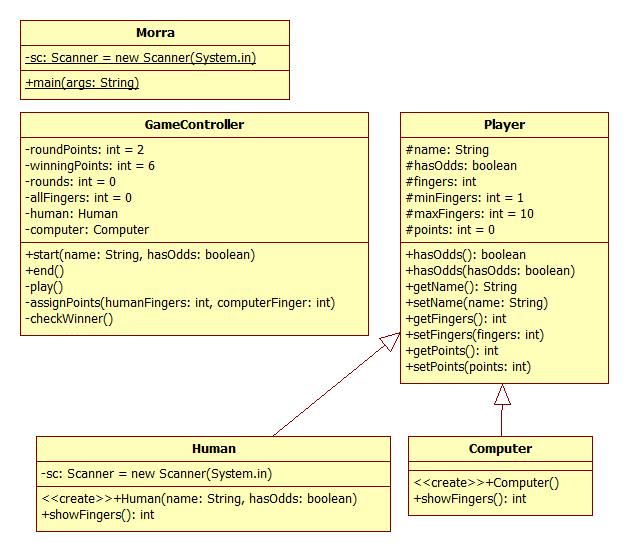 Morra
-sc: Scanner = new Scanner(System.in)
+main(args: String)
GameController
-roundPoints: int = 2
-winningPoints: int = 6
-rounds: int = 0
-allFingers: int = 0
-human: Human
-computer: Computer
+start(name: String, hasOdds: boolean)
+end()
-play()
-assignPoints(humanFingers: int, computerFinger: int)
-checkWinner()
Player
#name: String
#hasOdds: boolean
#fingers: int
#minFingers: int = 1
#maxFingers: int = 10
#points: int = 0
+hasOdds(): boolean
+hasOdds(hasOdds: boolean)
+getName(): String
+setName(name: String)
+getFingers(): int
+setFingers(fingers: int)
+getPoints(): int
+setPoints(points: int)
Human
-sc: Scanner = new Scanner(System.in)
<<create>>+Human(name: String, hasOdds: boolean)
+showFingers(): int
Computer
<<create>>+Computer()
+showFingers(): int